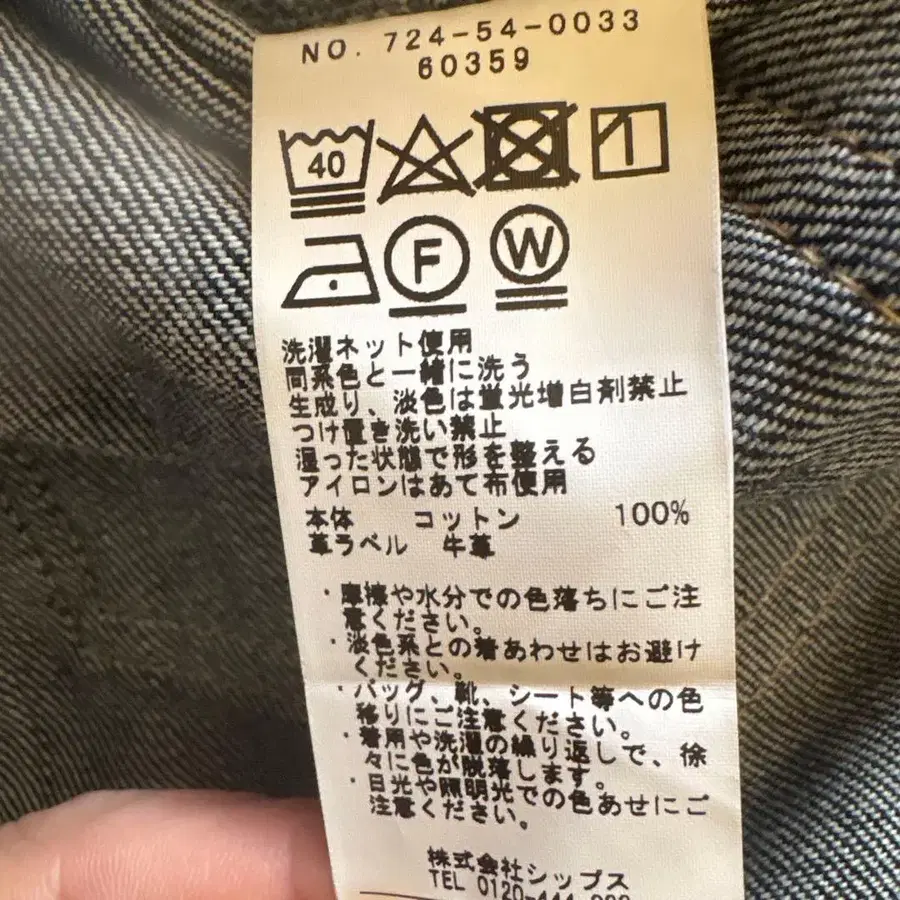 NO. 724-54-0033
60359
40
F
W
洗濯ネット使用
同系色と一緒に洗う
生成り、淡色は蛍光増白剤禁止
つけ置き洗い禁止
湿った状態で形を整える
アイロンはあて布使用
本体 コットン 100%
革ラベル 牛革
・摩擦や水分での色落ちにご注
意ください。
・淡色系との着あわせはお避け
ください。
・バッグ、靴、シート等への色
移りにご注意ください。
・着用や洗濯の繰り返しで、徐
々に色が脱落します。
・日光や照明光での色あせにご
注意ください。
株式会社シップス
TEL 0120-444